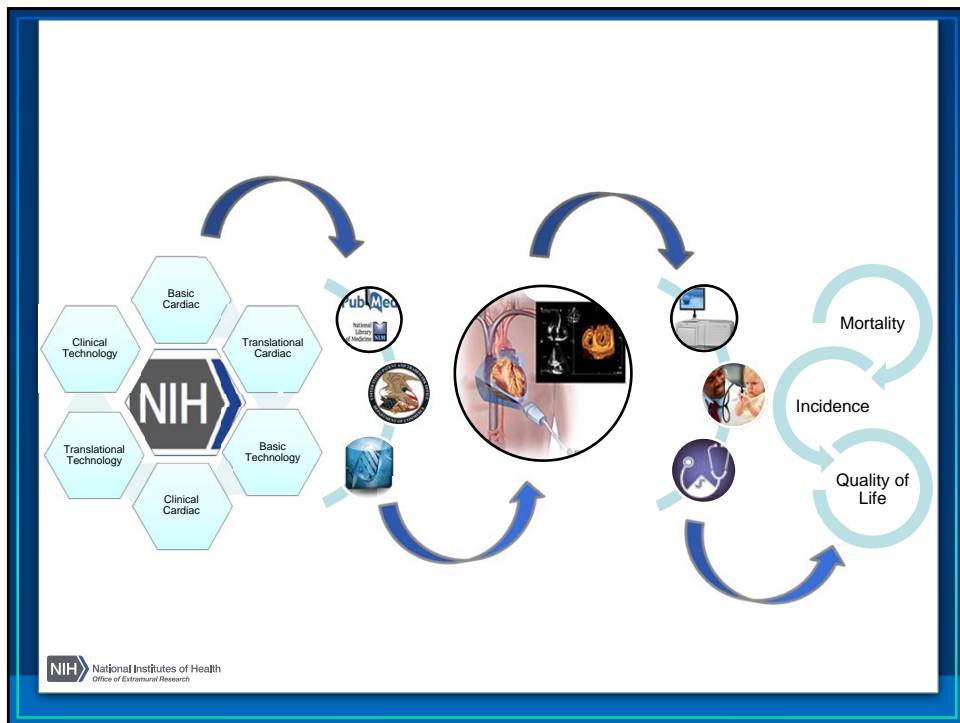 Basic
Cardiac
Clinical
Technology
Translational
Cardiac
NIH
Translational
Technology
Basic
Technology
Clinical
Cardiac
PubMed
National
Library
of Medicine
NLM
Mortality
Incidence
Quality of
Life
NIH
National Institutes of Health
Office of Extramural Research